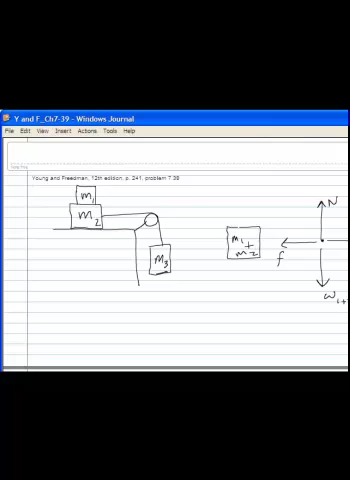 Y and F_Ch7-39 - Windows Journal
File Edit View Insert Actions Tools Help
Young and Freedman, 12th edition, p. 241, problem 7.39
m1
m2
m3
m1 +
m2
N
f
w1+